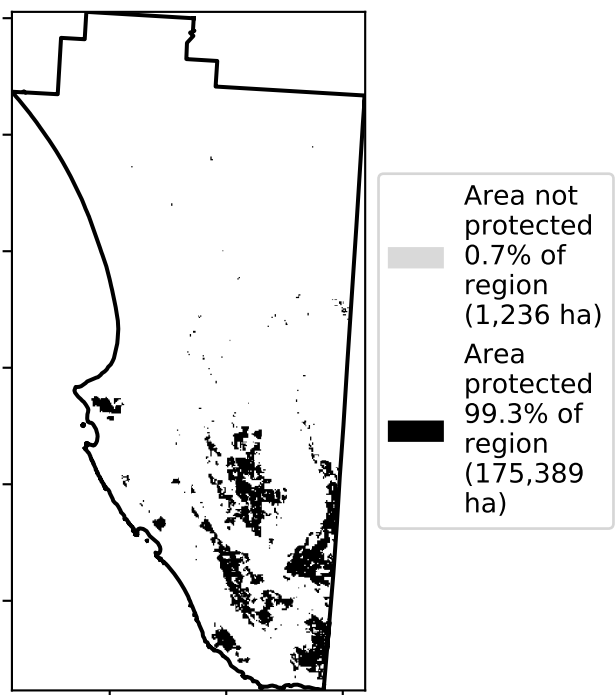 Area not
protected
0.7% of
region
(1,236 ha)
Area
protected
99.3% of
region
(175,389
ha)